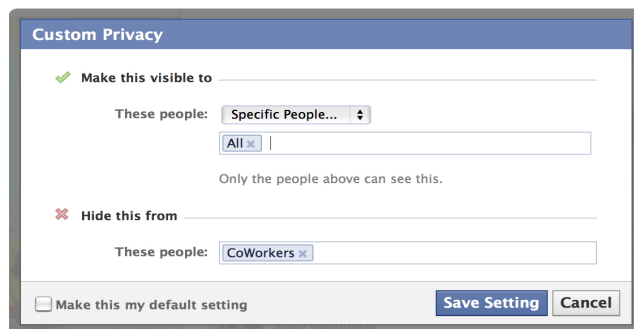 Custom Privacy
Make this visible to
These people: Specific People...
All ×
Only the people above can see this.
Hide this from
These people: CoWorkers ×
Make this my default setting Save Setting Cancel